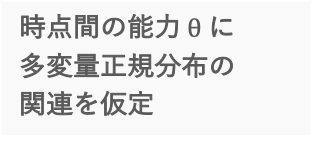 時点間の能力 θ に
多変量正規分布の
関連を仮定